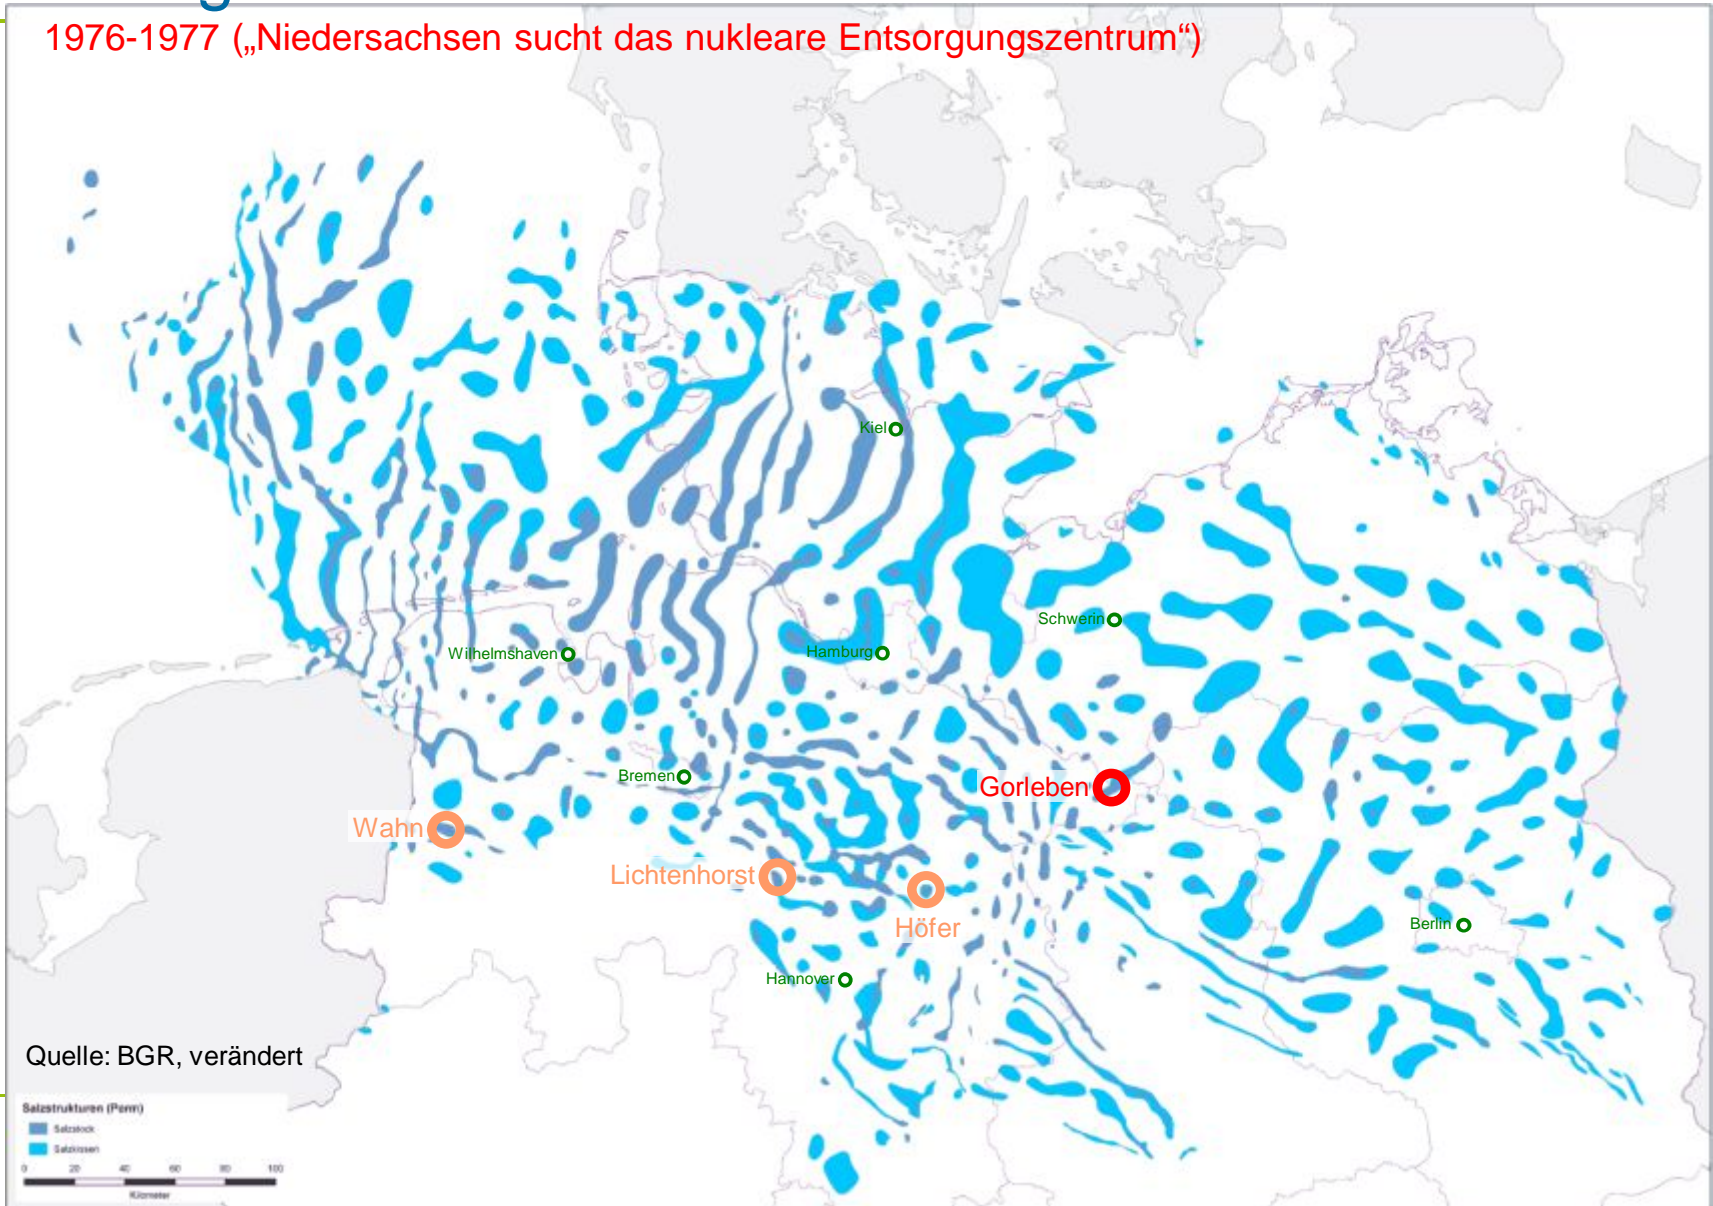 1976-1977 („Niedersachsen sucht das nukleare Entsorgungszentrum“)
Kiel
Schwerin
Wilhelmshaven
Hamburg
Bremen
Gorleben
Wahn
Lichtenhorst
Höfer
Berlin
Hannover
Quelle: BGR, verändert
Salzstrukturen (Perm)
Salzstock
Salzkissen
0 20 40 60 80 100
Kilometer